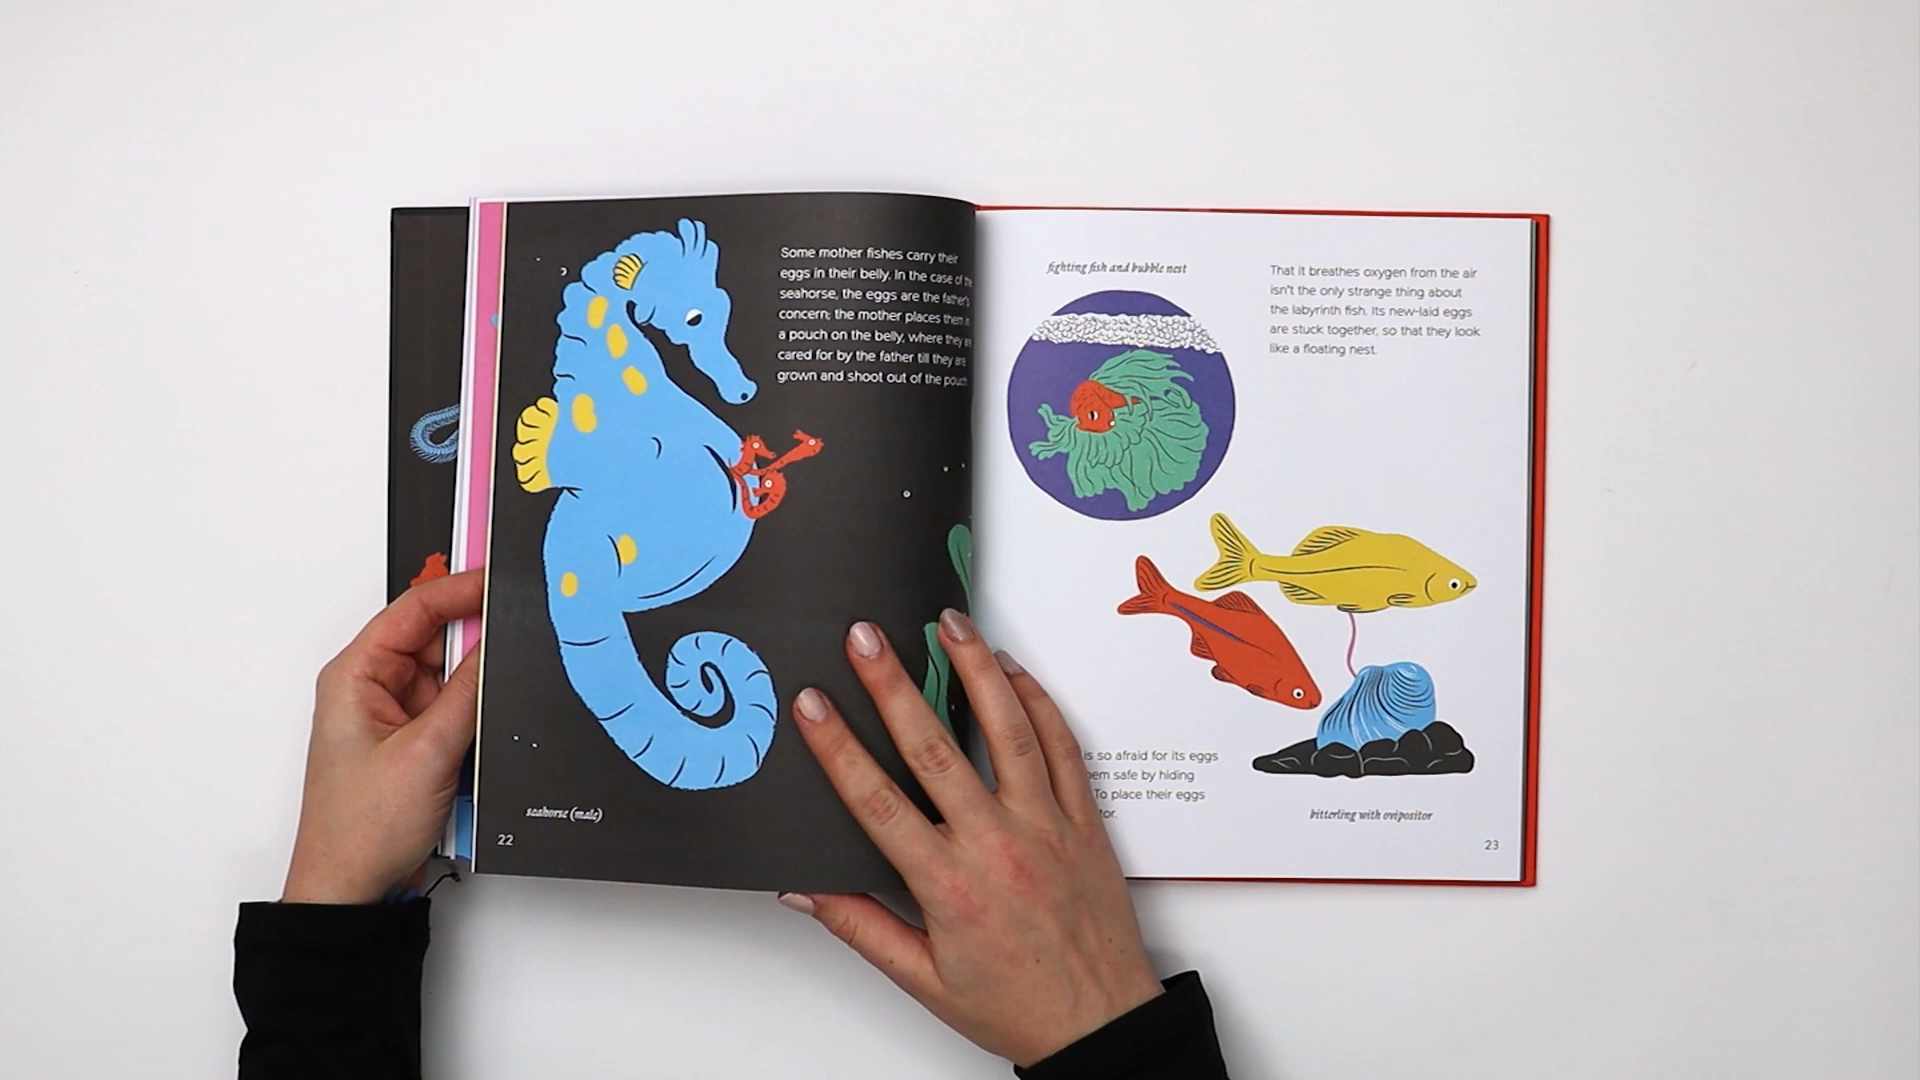 Some mother fishes carry their
eggs in their belly. In the case of the
seahorse, the eggs are the father's
concern; the mother places them in
a pouch on the belly, where they are
cared for by the father till they are
grown and shoot out of the pouch.
seahorse (male)
22
fighting fish and bubble nest
That it breathes oxygen from the air
isn't the only strange thing about
the labyrinth fish. Its new-laid eggs
are stuck together, so that they look
like a floating nest.
is so afraid for its eggs
safe by hiding
To place their eggs
bitterling with ovipositor
23